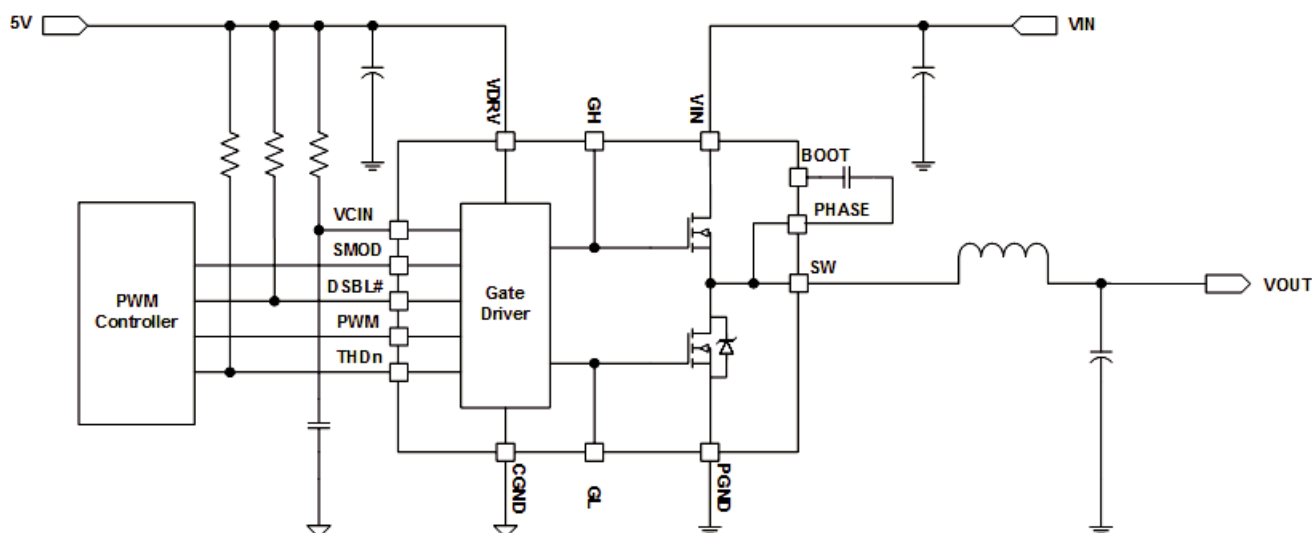 5V
VIN
VDRV
GH
VIN
BOOT
PHASE
VCIN
SMOD
SW
DSBL#
PWM
THDn
PWM
Controller
Gate
Driver
VOUT
CGND
GL
PGND